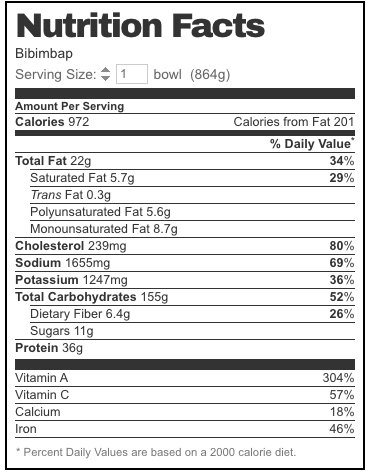 Nutrition Facts
Bibimbap
Serving Size: 1 bowl (864g)
Amount Per Serving
Calories 972 Calories from Fat 201
% Daily Value*
Total Fat 22g 34%
Saturated Fat 5.7g 29%
Trans Fat 0.3g
Polyunsaturated Fat 5.6g
Monounsaturated Fat 8.7g
Cholesterol 239mg 80%
Sodium 1655mg 69%
Potassium 1247mg 36%
Total Carbohydrates 155g 52%
Dietary Fiber 6.4g 26%
Sugars 11g
Protein 36g
Vitamin A 304%
Vitamin C 57%
Calcium 18%
Iron 46%
* Percent Daily Values are based on a 2000 calorie diet.